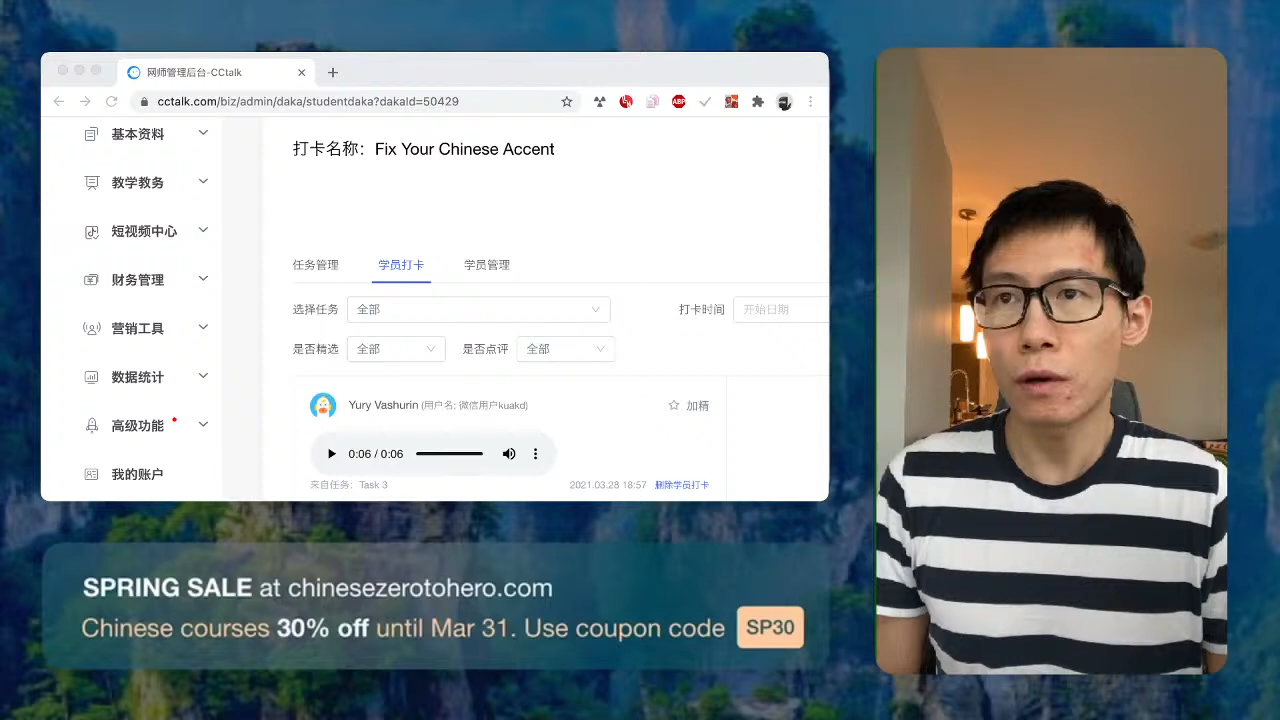 网师管理后台-CCtalk
cctalk.com/biz/admin/daka/studentdaka?dakaId=50429
ABP
基本资料
教学教务
短视频中心
财务管理
营销工具
数据统计
高级功能
我的账户
打卡名称：Fix Your Chinese Accent
任务管理 学员打卡 学员管理
选择任务 全部 打卡时间 开始日期
是否精选 全部 是否点评 全部
Yury Vashurin (用户名: 微信用户kuakd) 加精
0:06 / 0:06
来自任务: Task 3 2021.03.28 18:57 删除学员打卡
SPRING SALE at chinesezerotohero.com
Chinese courses 30% off until Mar 31. Use coupon code SP30